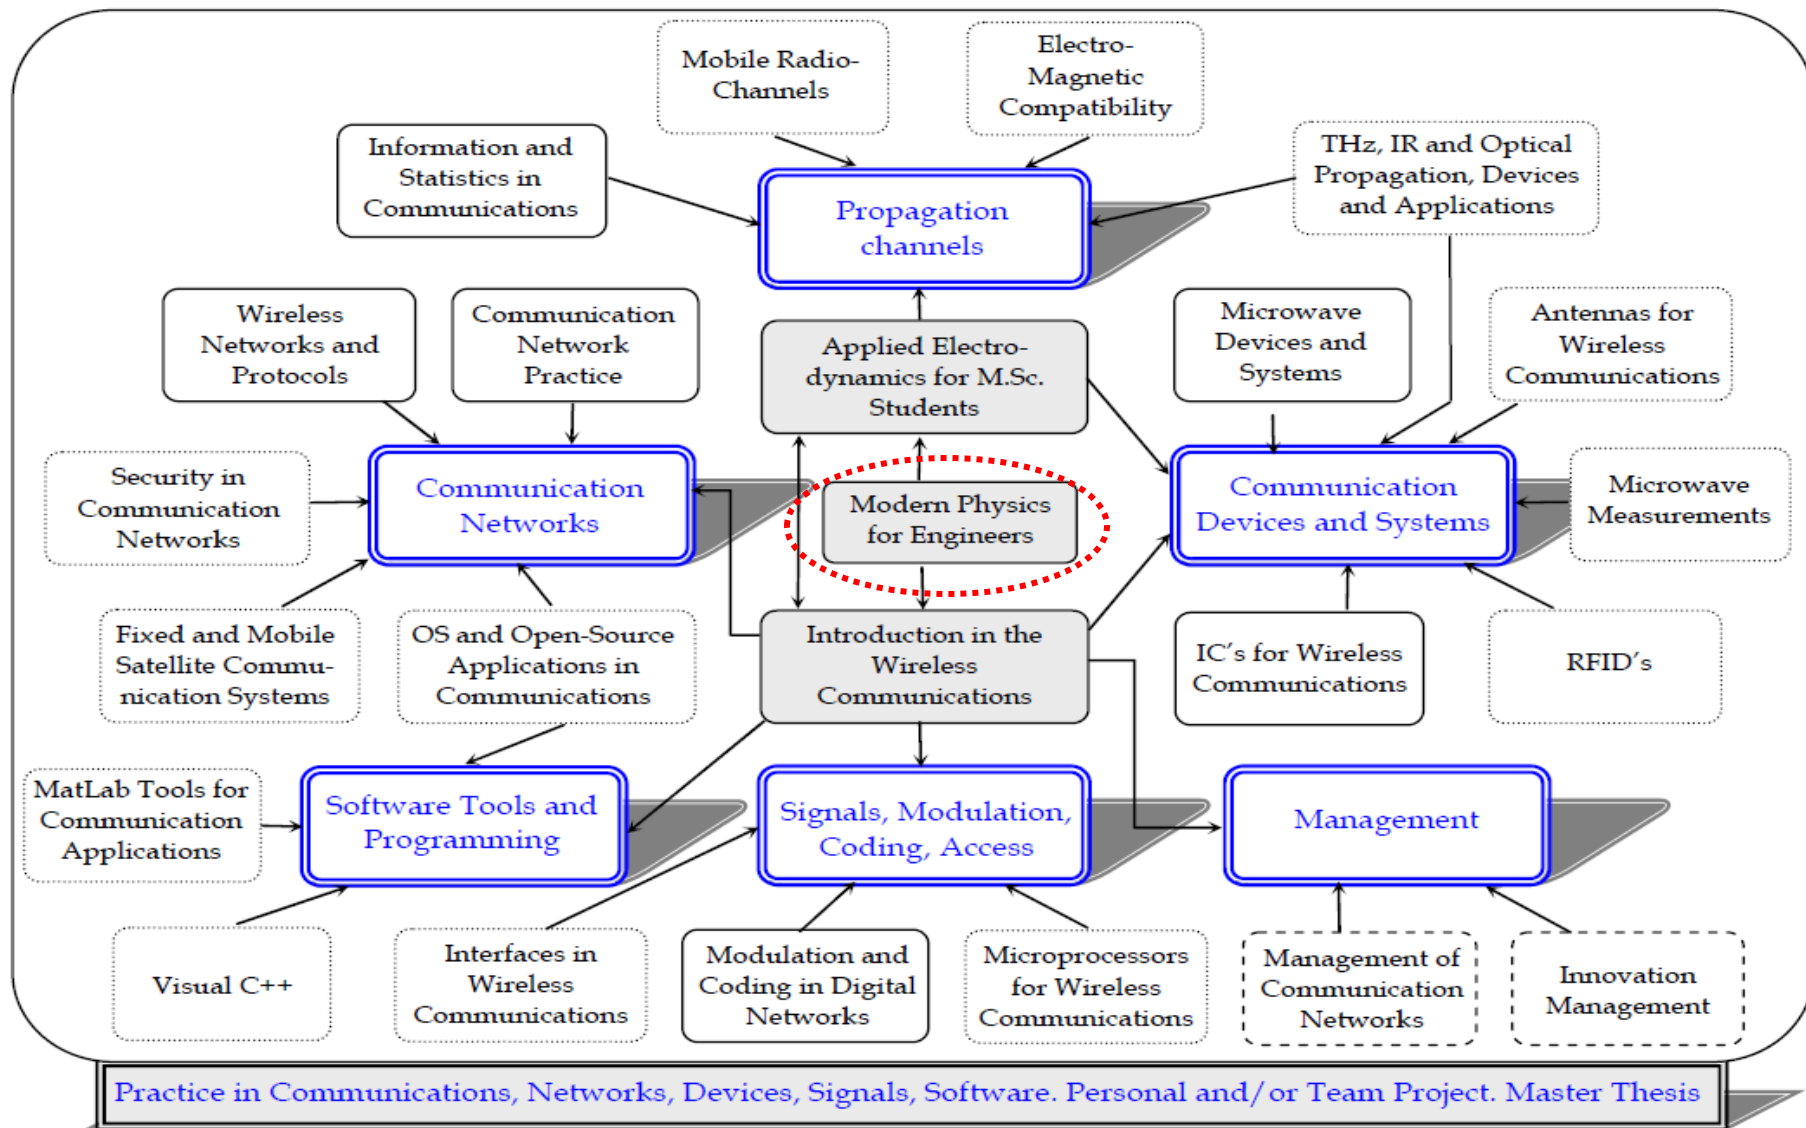 Mobile Radio-
Channels
Electro-
Magnetic
Compatibility
Information and
Statistics in
Communications
THz, IR and Optical
Propagation, Devices
and Applications
Propagation
channels
Wireless
Networks and
Protocols
Communication
Network
Practice
Applied Electro-
dynamics for M.Sc.
Students
Microwave
Devices and
Systems
Antennas for
Wireless
Communications
Security in
Communication
Networks
Communication
Networks
Modern Physics
for Engineers
Communication
Devices and Systems
Microwave
Measurements
Fixed and Mobile
Satellite Commu-
nication Systems
OS and Open-Source
Applications in
Communications
Introduction in the
Wireless
Communications
IC's for Wireless
Communications
RFID's
MatLab Tools for
Communication
Applications
Software Tools and
Programming
Signals, Modulation,
Coding, Access
Management
Visual C++
Interfaces in
Wireless
Communications
Modulation and
Coding in Digital
Networks
Microprocessors
for Wireless
Communications
Management of
Communication
Networks
Innovation
Management
Practice in Communications, Networks, Devices, Signals, Software. Personal and/or Team Project. Master Thesis